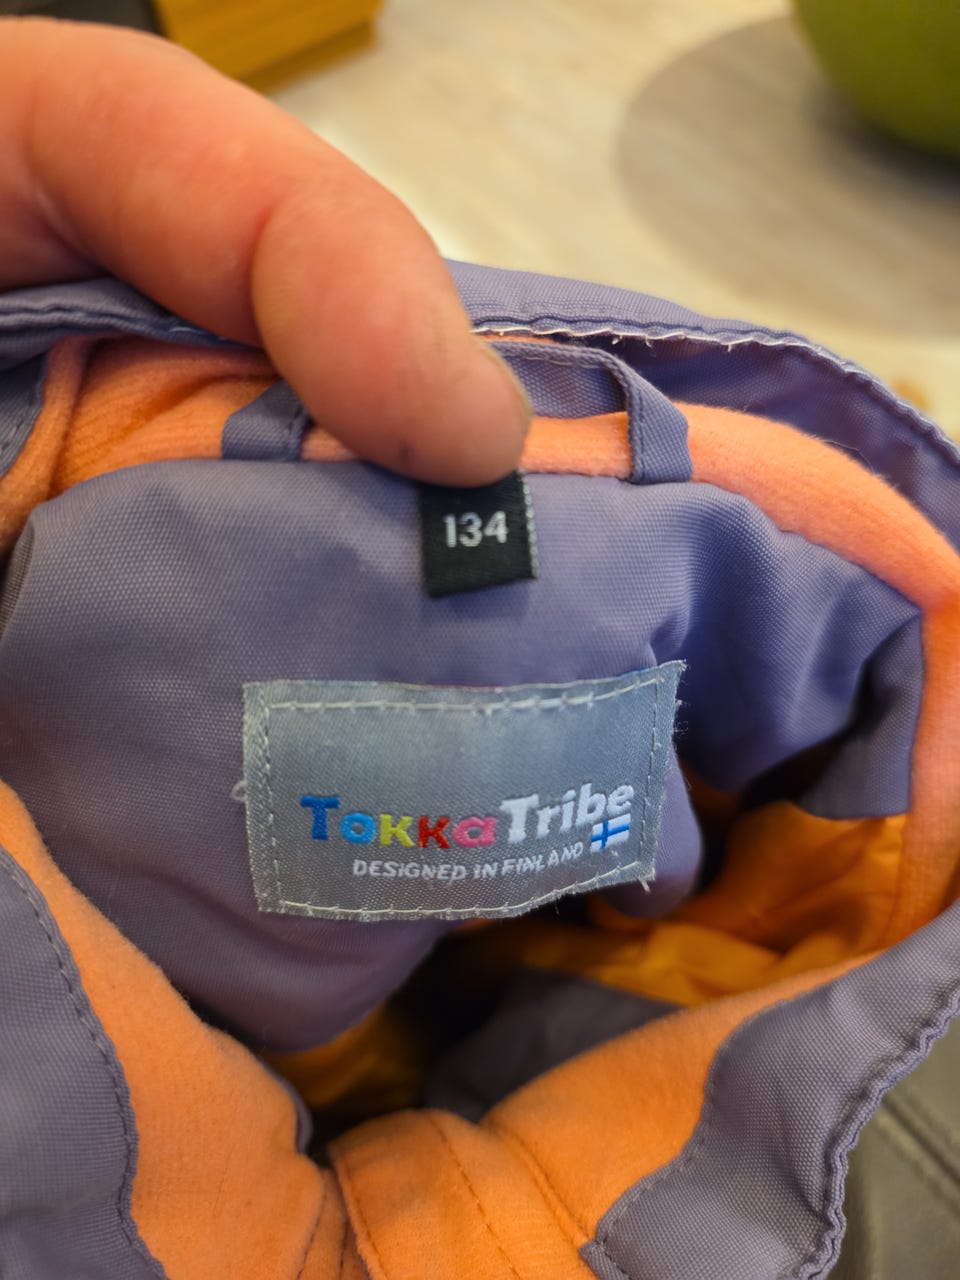 134
TokkaTribe
DESIGNED IN FINLAND